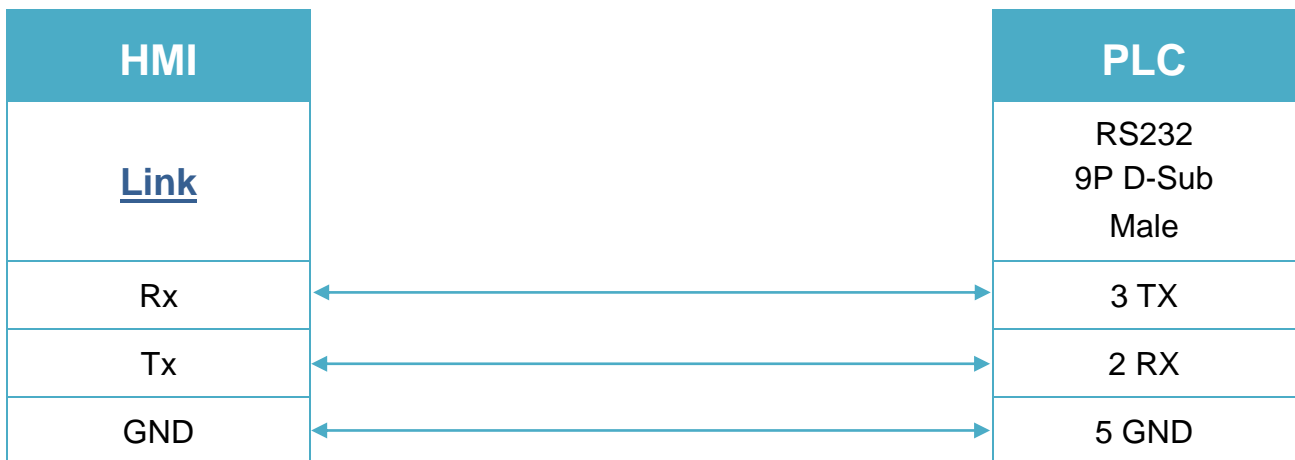 HMI
PLC
Link
RS232
9P D-Sub
Male
Rx
3 TX
Tx
2 RX
GND
5 GND